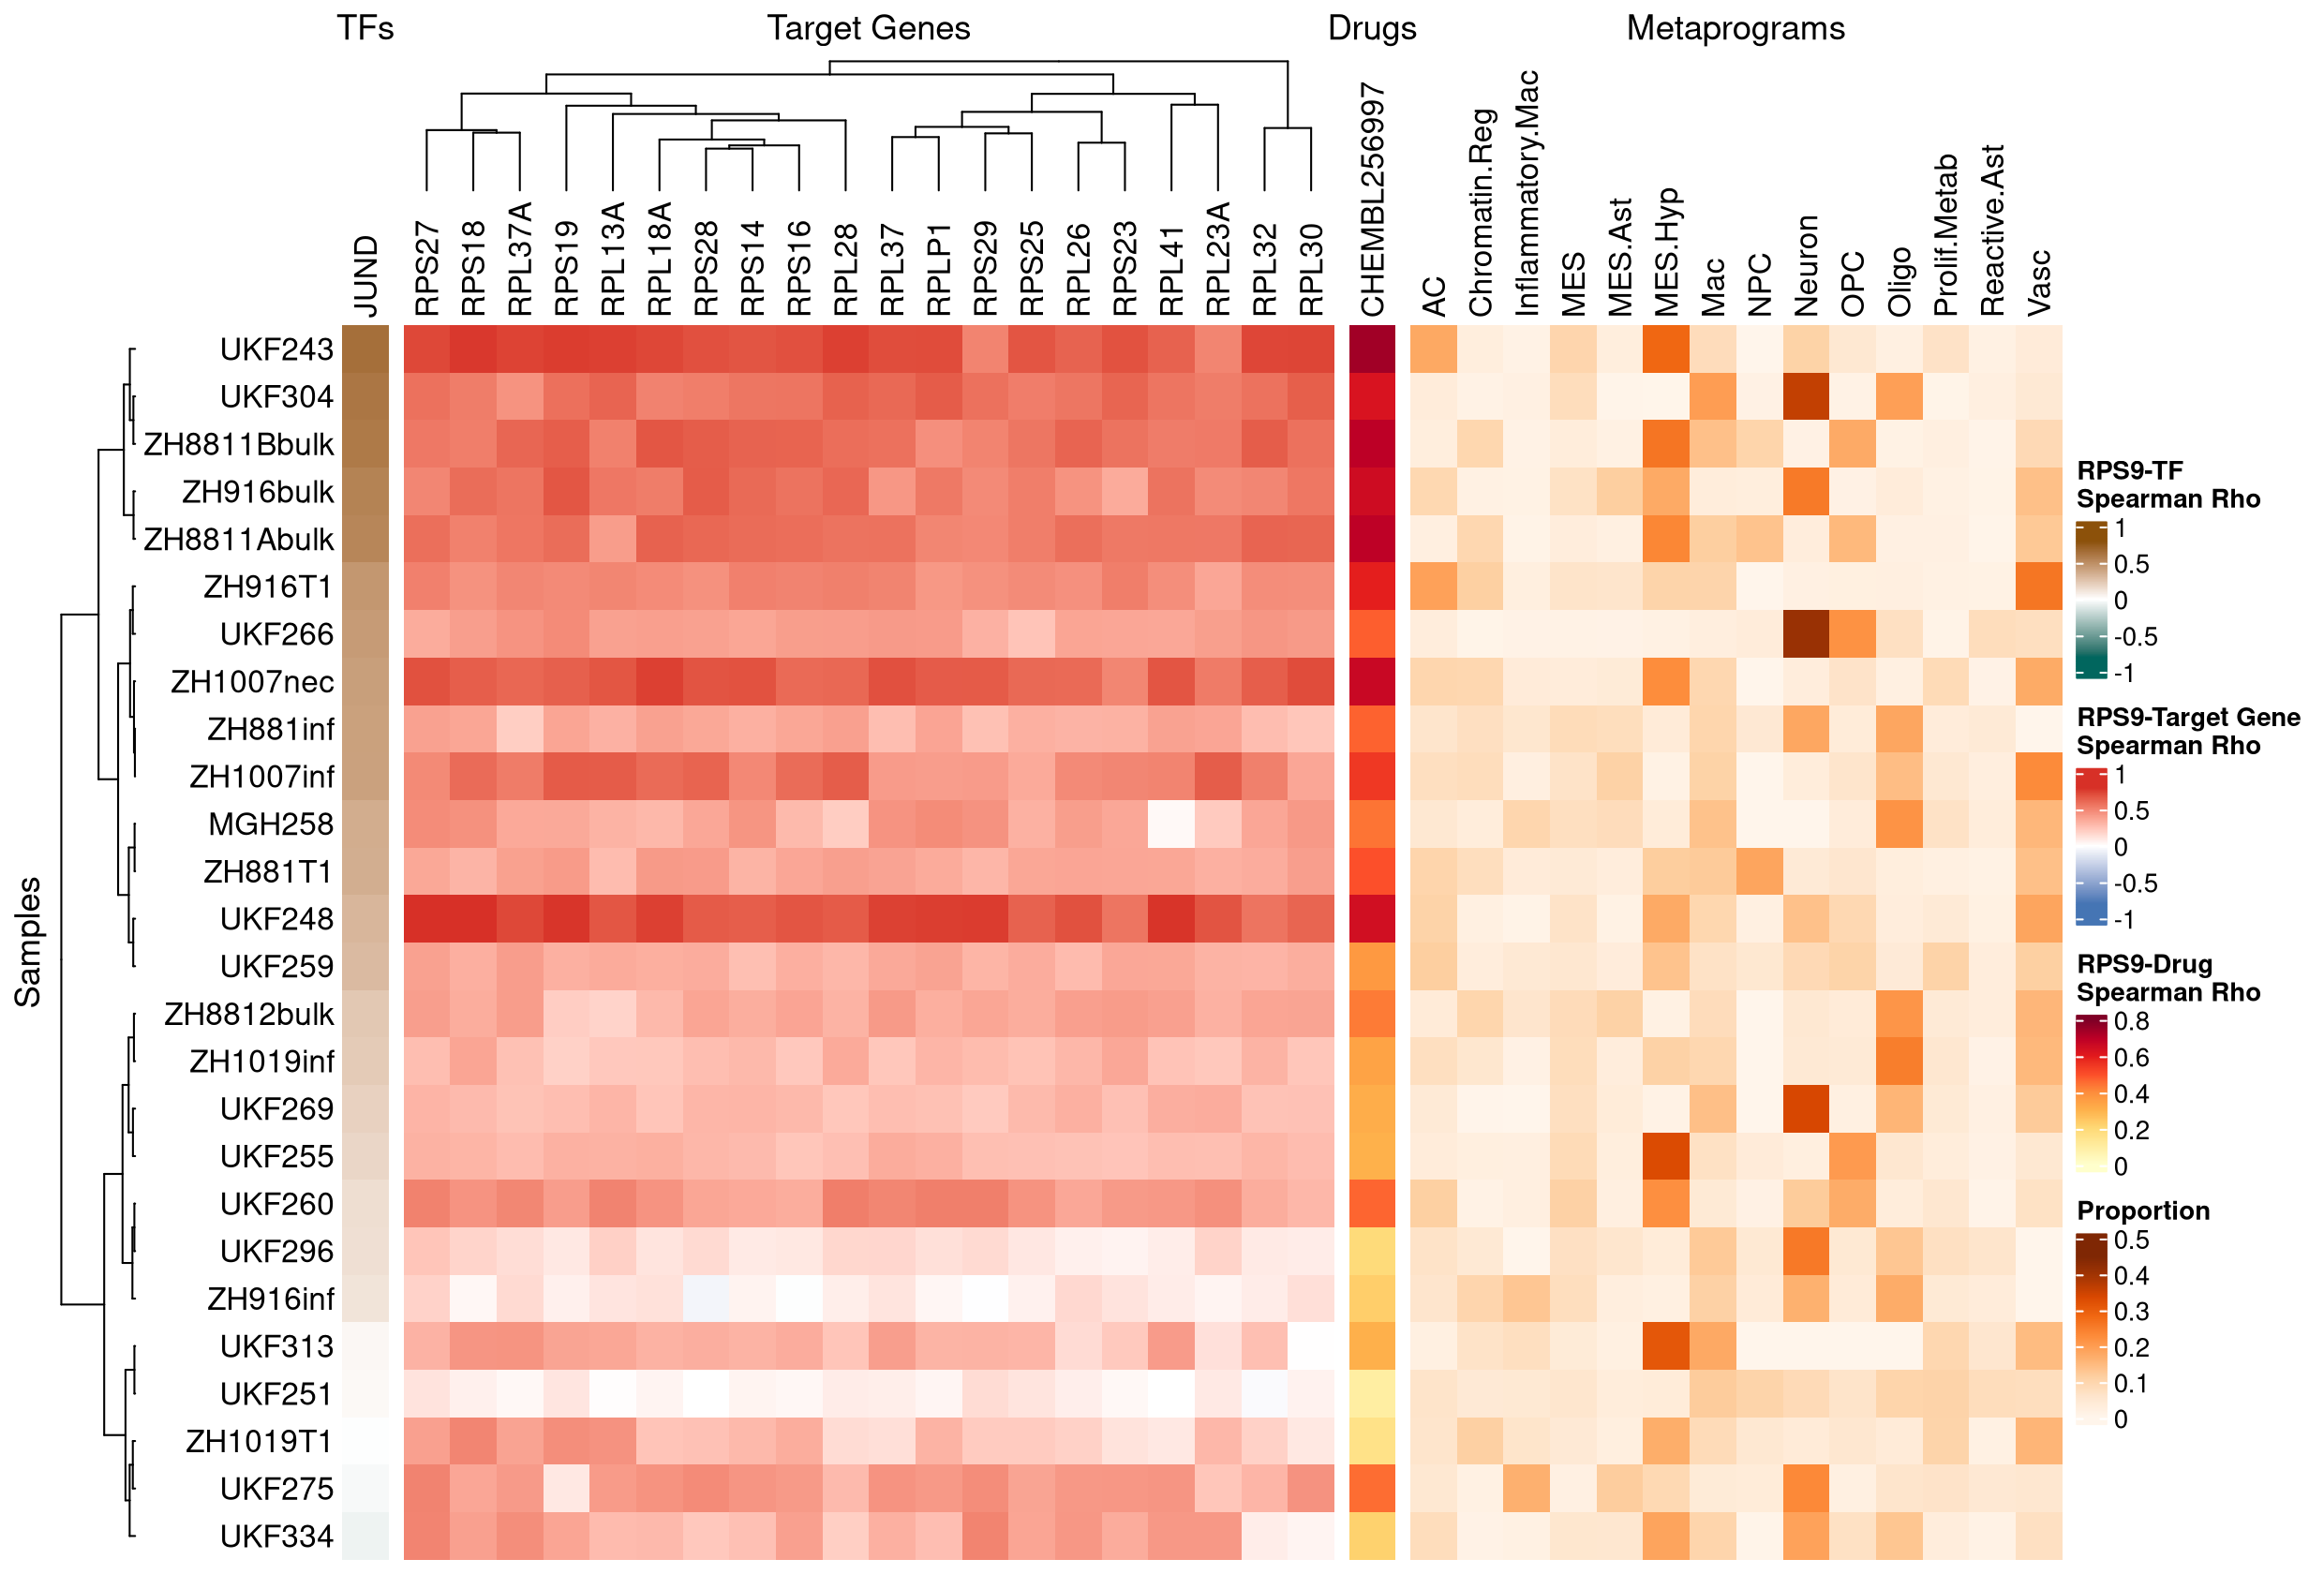 TFs
Target Genes
Drugs
Metaprograms
JUND
RPS27
RPS18
RPL37A
RPS19
RPL13A
RPL18A
RPS28
RPS14
RPS16
RPL28
RPL37
RPLP1
RPS29
RPS25
RPL26
RPS23
RPL41
RPL23A
RPL32
RPL30
CHEMBL256997
AC
Chromatin.Reg
Inflammatory.Mac
MES
MES.Ast
MES.Hyp
Mac
NPC
Neuron
OPC
Oligo
Prolif.Metab
Reactive.Ast
Vasc
Samples
UKF243
UKF304
ZH8811Bbulk
ZH916bulk
ZH8811Abulk
ZH916T1
UKF266
ZH1007nec
ZH881inf
ZH1007inf
MGH258
ZH881T1
UKF248
UKF259
ZH8812bulk
ZH1019inf
UKF269
UKF255
UKF260
UKF296
ZH916inf
UKF313
UKF251
ZH1019T1
UKF275
UKF334
RPS9-TF
Spearman Rho
1
0.5
0
-0.5
-1
RPS9-Target Gene
Spearman Rho
1
0.5
0
-0.5
-1
RPS9-Drug
Spearman Rho
0.8
0.6
0.4
0.2
0
Proportion
0.5
0.4
0.3
0.2
0.1
0